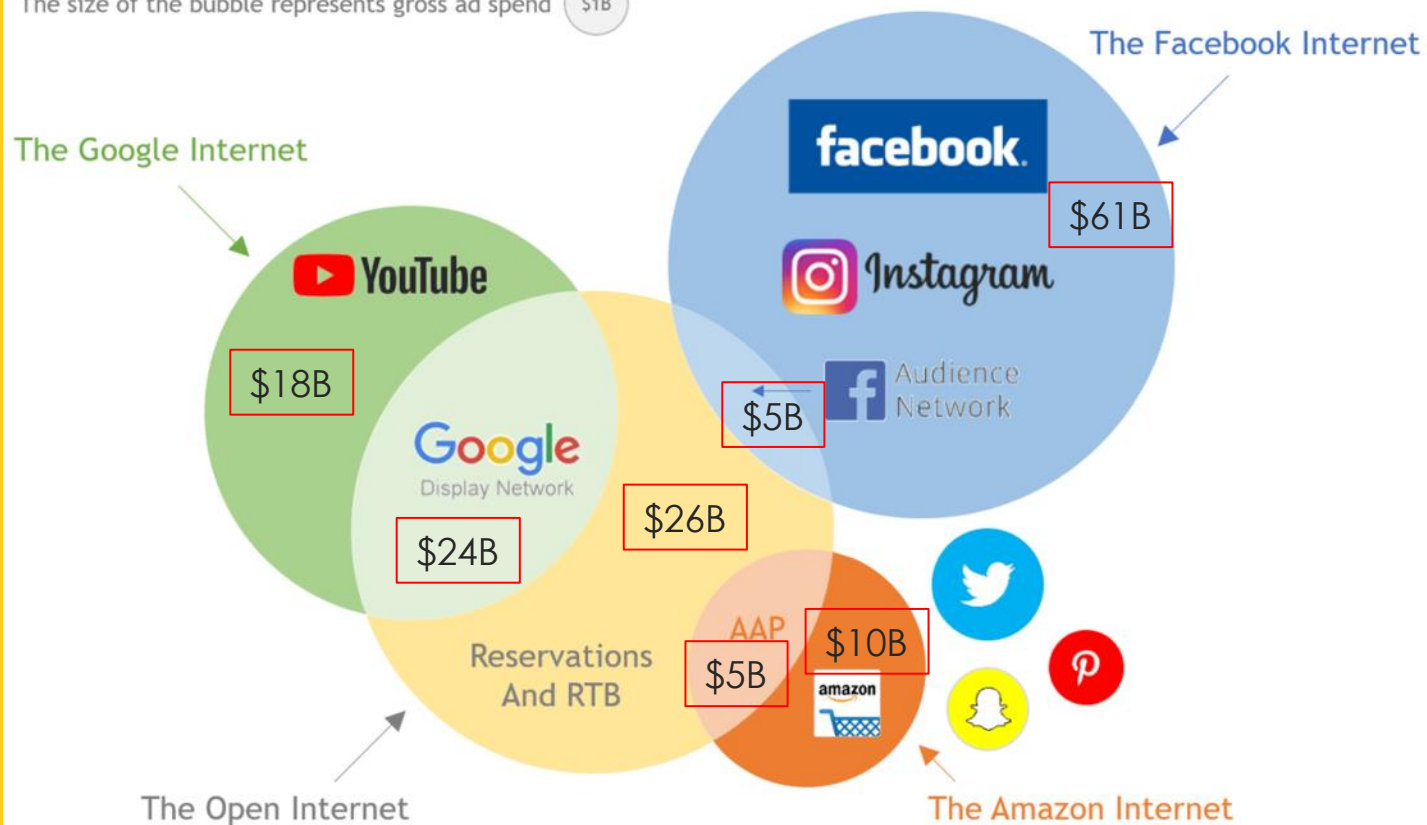 The size of the bubble represents gross ad spend
$1B
The Facebook Internet
The Google Internet
facebook.
$61B
YouTube
Instagram
$18B
f Audience
Network
$5B
Google
Display Network
$26B
$24B
AAP
$10B
Reservations
And RTB
$5B
amazon
The Open Internet
The Amazon Internet